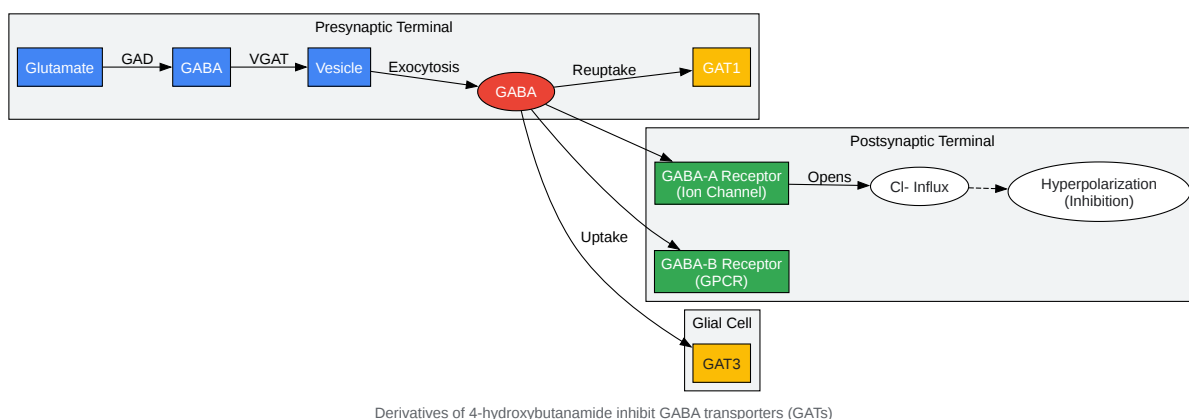 Presynaptic Terminal
Glutamate
GAD
GABA
VGAT
Vesicle
Exocytosis
GABA
Reuptake
GAT1
Postsynaptic Terminal
GABA-A Receptor
(Ion Channel)
Opens
Cl- Influx
Hyperpolarization
(Inhibition)
Uptake
GABA-B Receptor
(GPCR)
Glial Cell
GAT3
Derivatives of 4-hydroxybutanamide inhibit GABA transporters (GATs)